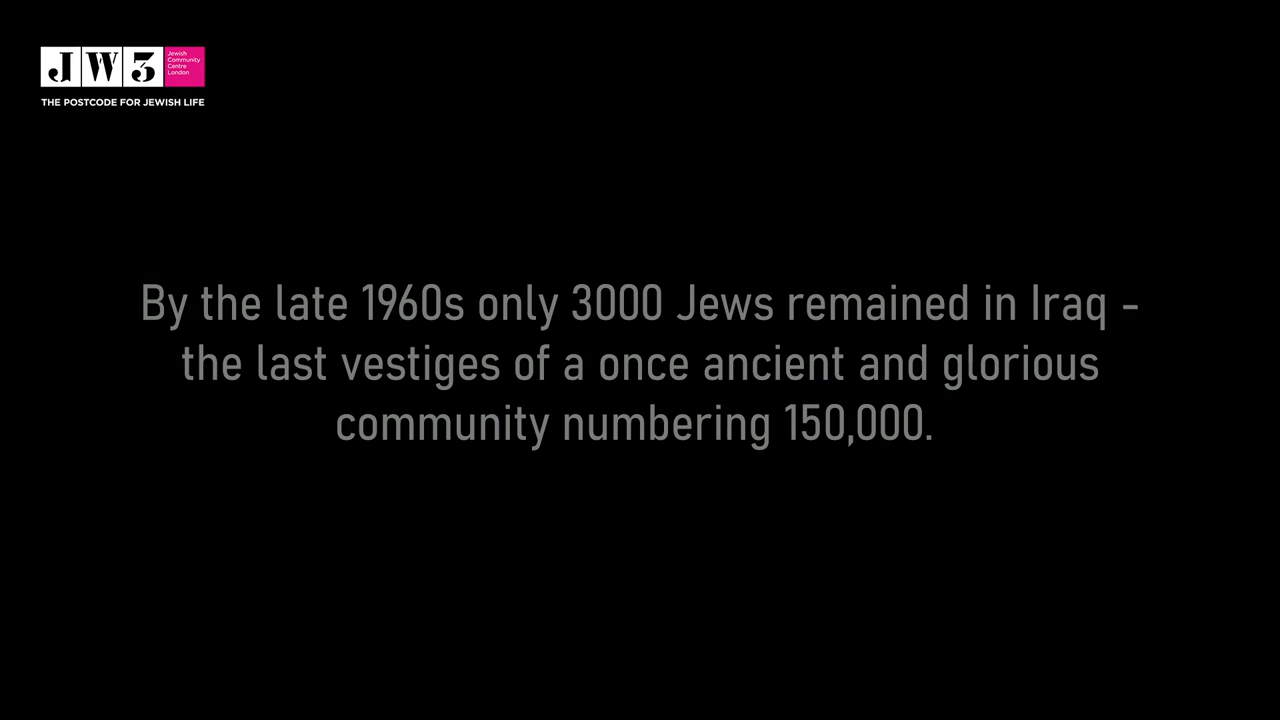 JW3
Jewish
Community
Centre
London
THE POSTCODE FOR JEWISH LIFE
By the late 1960s only 3000 Jews remained in Iraq -
the last vestiges of a once ancient and glorious
community numbering 150,000.